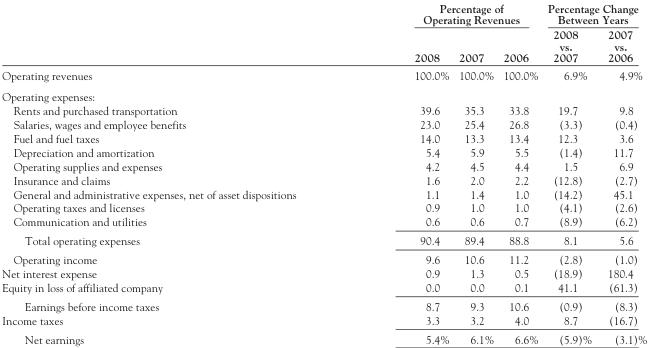 Percentage of Percentage Change
Operating Revenues Between Years
2008 2007
vs. vs.
2008 2007 2006 2007 2006
Operating revenues 100.0% 100.0% 100.0% 6.9% 4.9%
Operating expenses:
Rents and purchased transportation 39.6 35.3 33.8 19.7 9.8
Salaries, wages and employee benefits 23.0 25.4 26.8 (3.3) (0.4)
Fuel and fuel taxes 14.0 13.3 13.4 12.3 3.6
Depreciation and amortization 5.4 5.9 5.5 (1.4) 11.7
Operating supplies and expenses 4.2 4.5 4.4 1.5 6.9
Insurance and claims 1.6 2.0 2.2 (12.8) (2.7)
General and administrative expenses, net of asset dispositions 1.1 1.4 1.0 (14.2) 45.1
Operating taxes and licenses 0.9 1.0 1.0 (4.1) (2.6)
Communication and utilities 0.6 0.6 0.7 (8.9) (6.2)
Total operating expenses 90.4 89.4 88.8 8.1 5.6
Operating income 9.6 10.6 11.2 (2.8) (1.0)
Net interest expense 0.9 1.3 0.5 (18.9) 180.4
Equity in loss of affiliated company 0.0 0.0 0.1 41.1 (61.3)
Earnings before income taxes 8.7 9.3 10.6 (0.9) (8.3)
Income taxes 3.3 3.2 4.0 8.7 (16.7)
Net earnings 5.4% 6.1% 6.6% (5.9)% (3.1)%